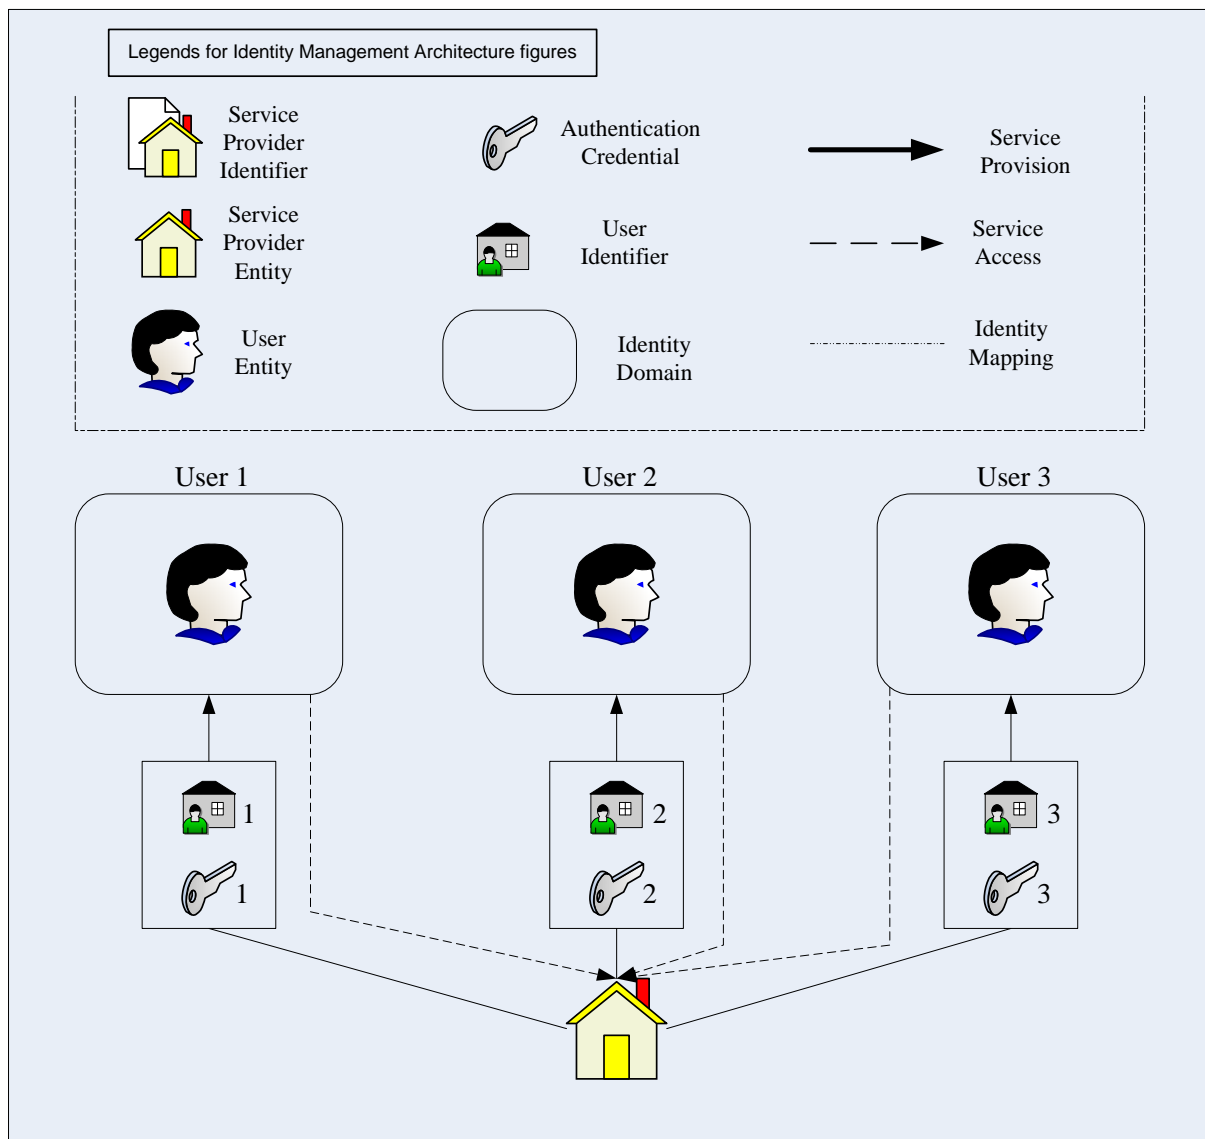 Legends for Identity Management Architecture figures
Service
Provider
Identifier
Authentication
Credential
Service
Provision
Service
Provider
Entity
User
Identifier
Service
Access
User
Entity
Identity
Domain
Identity
Mapping
User 1
User 2
User 3
1
2
3
1
2
3